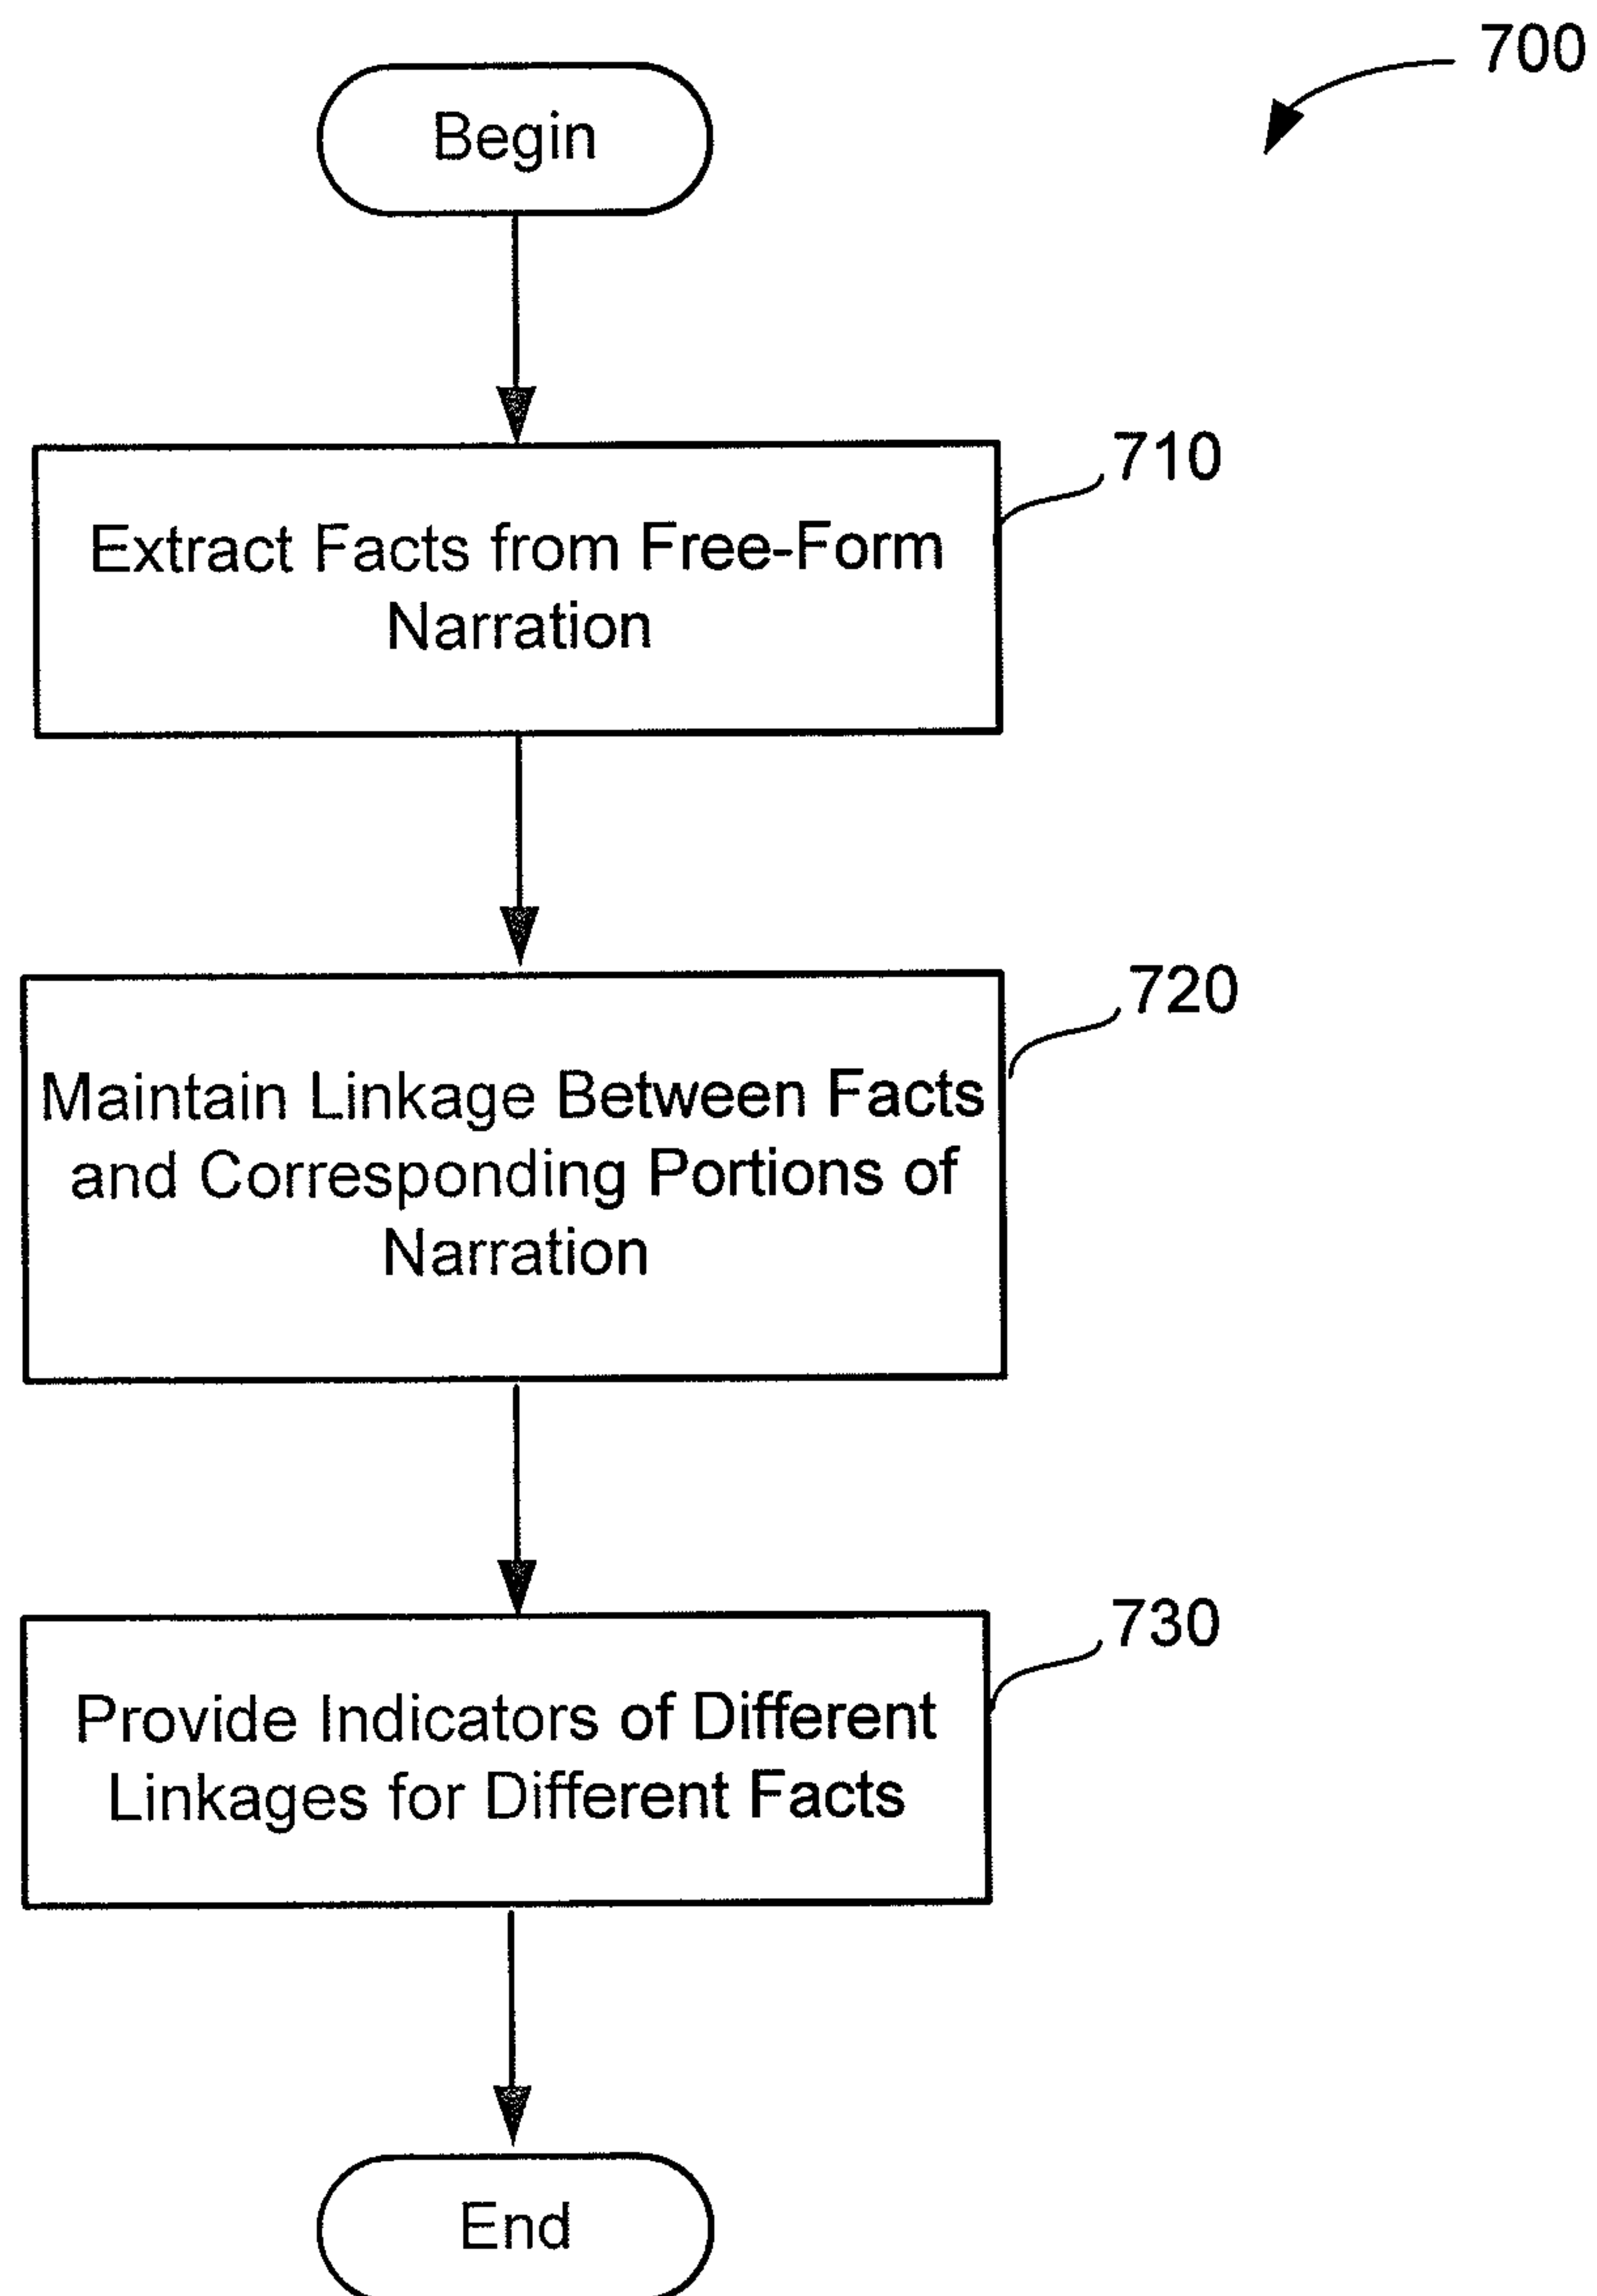 700
Begin
710
Extract Facts from Free-Form
Narration
720
Maintain Linkage Between Facts
and Corresponding Portions of
Narration
730
Provide Indicators of Different
Linkages for Different Facts
End